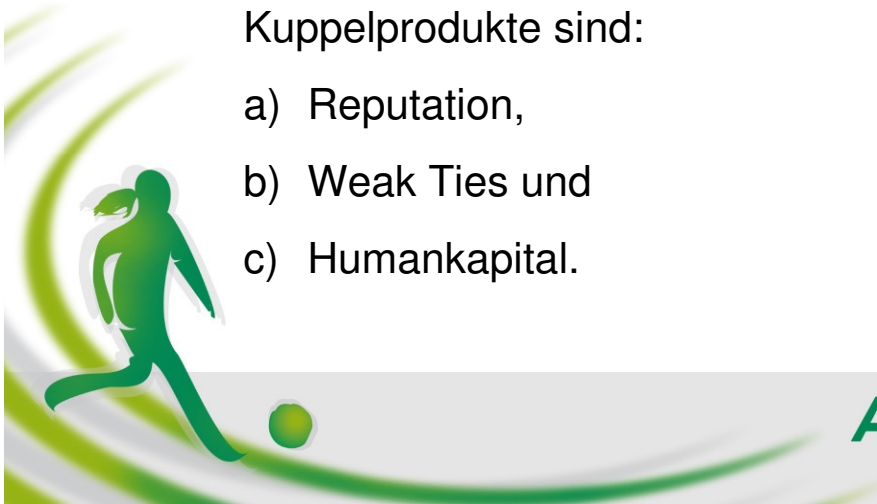 Kuppelprodukte sind:
a) Reputation,
b) Weak Ties und
c) Humankapital.
A